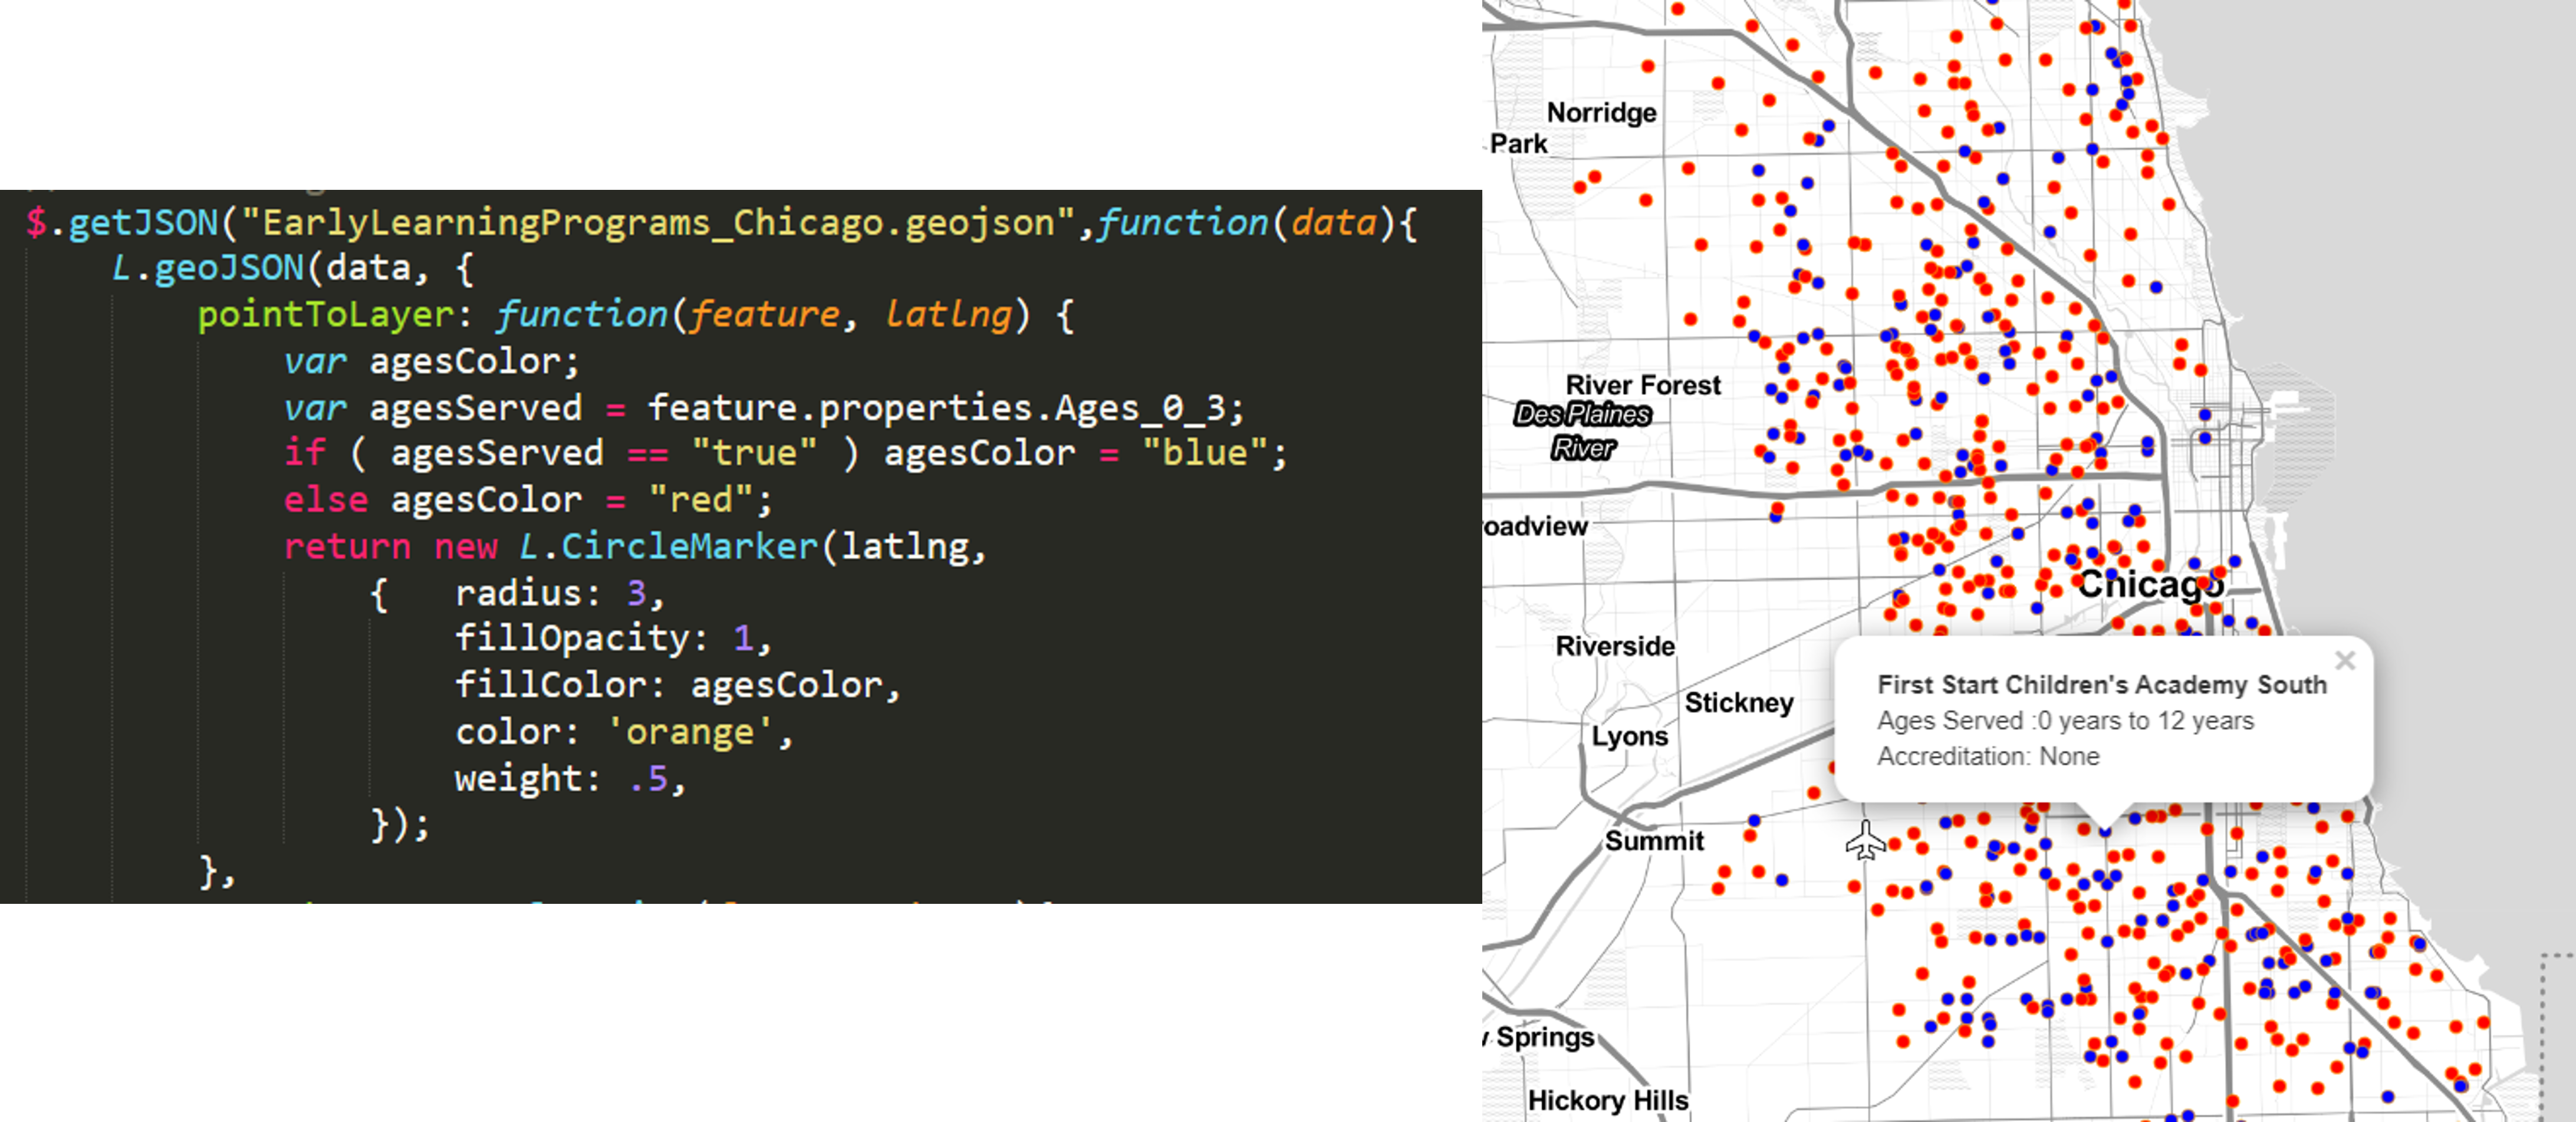 $.getJSON("EarlyLearningPrograms_Chicago.geojson",function(data){
L.geoJSON(data, {
pointToLayer: function(feature, latlng) {
var agesColor;
var agesServed = feature.properties.Ages_0_3;
if ( agesServed == "true" ) agesColor = "blue";
else agesColor = "red";
return new L.CircleMarker(latlng,
{ radius: 3,
fillOpacity: 1,
fillColor: agesColor,
color: 'orange',
weight: .5,
});
},
Norridge
Park
River Forest
Des Plaines
River
oadview
Chicago
Riverside
Stickney
Lyons
First Start Children's Academy South
Ages Served :0 years to 12 years
Accreditation: None
×
Summit
Springs
Hickory Hills